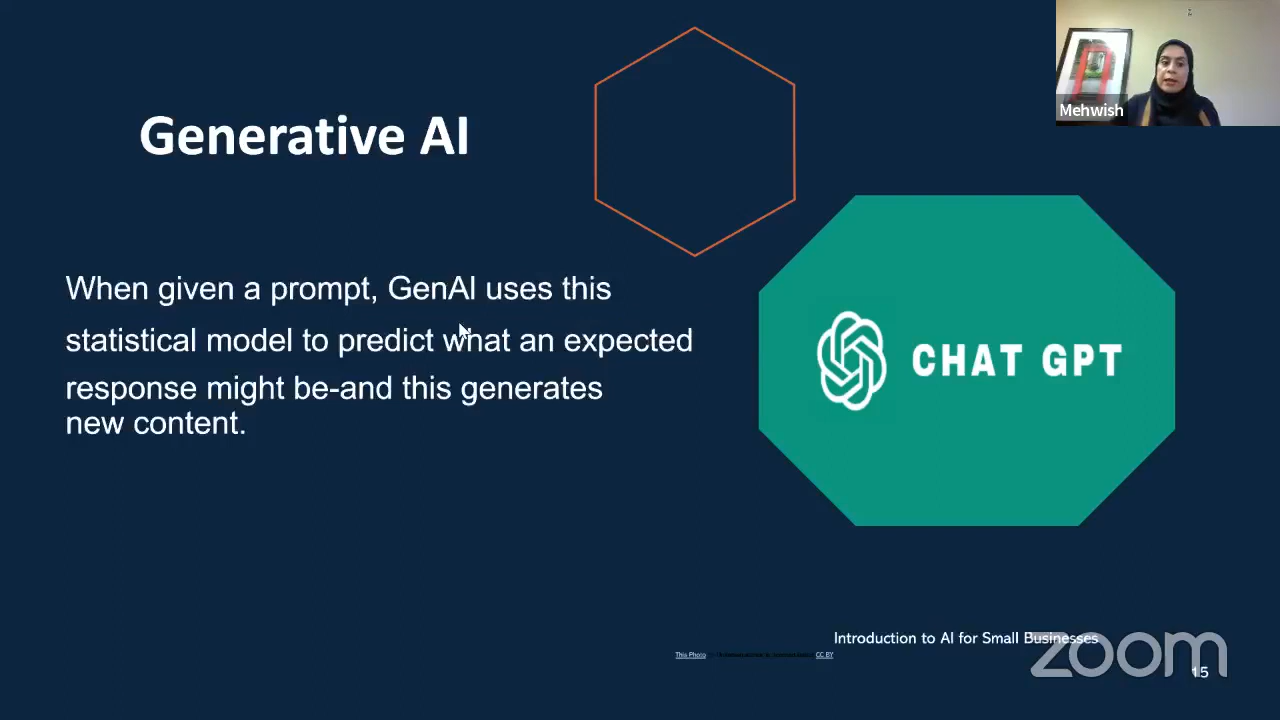 Mehwish
Generative AI
When given a prompt, GenAI uses this
statistical model to predict what an expected
response might be-and this generates
new content.
CHAT GPT
Introduction to AI for Small Businesses
This Photo
CC BY
zoom
15